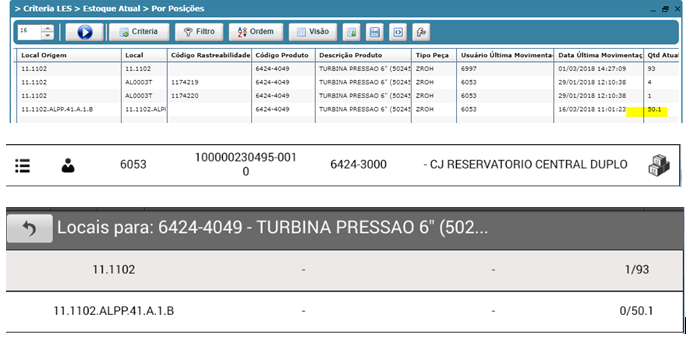 > Criteria LES > Estoque Atual > Por Posições
16 Criteria Filtro Ordem Visão
Local Origem Local Código Rastreabilidade Código Produto Descrição Produto Tipo Peça Usuário Última Movimentaç Data Última Movimentaç Qtd Atual
11.1102 11.1102 6424-4049 TURBINA PRESSAO 6" (50245 ZROH 6997 01/03/2018 14:27:09 93
11.1102 AL0003T 1174219 6424-4049 TURBINA PRESSAO 6" (50245 ZROH 6053 29/01/2018 12:10:38 4
11.1102 AL0003T 1174220 6424-4049 TURBINA PRESSAO 6" (50245 ZROH 6053 29/01/2018 12:10:38 1
11.1102.ALPP.41.A.1.B 11.1102.ALPI 6424-4049 TURBINA PRESSAO 6" (50245 ZROH 6053 16/03/2018 11:01:23 50.1
6053 100000230495-001 6424-3000 - CJ RESERVATORIO CENTRAL DUPLO
0
Locais para: 6424-4049 - TURBINA PRESSAO 6" (502...
11.1102 - - 1/93
11.1102.ALPP.41.A.1.B - - 0/50.1